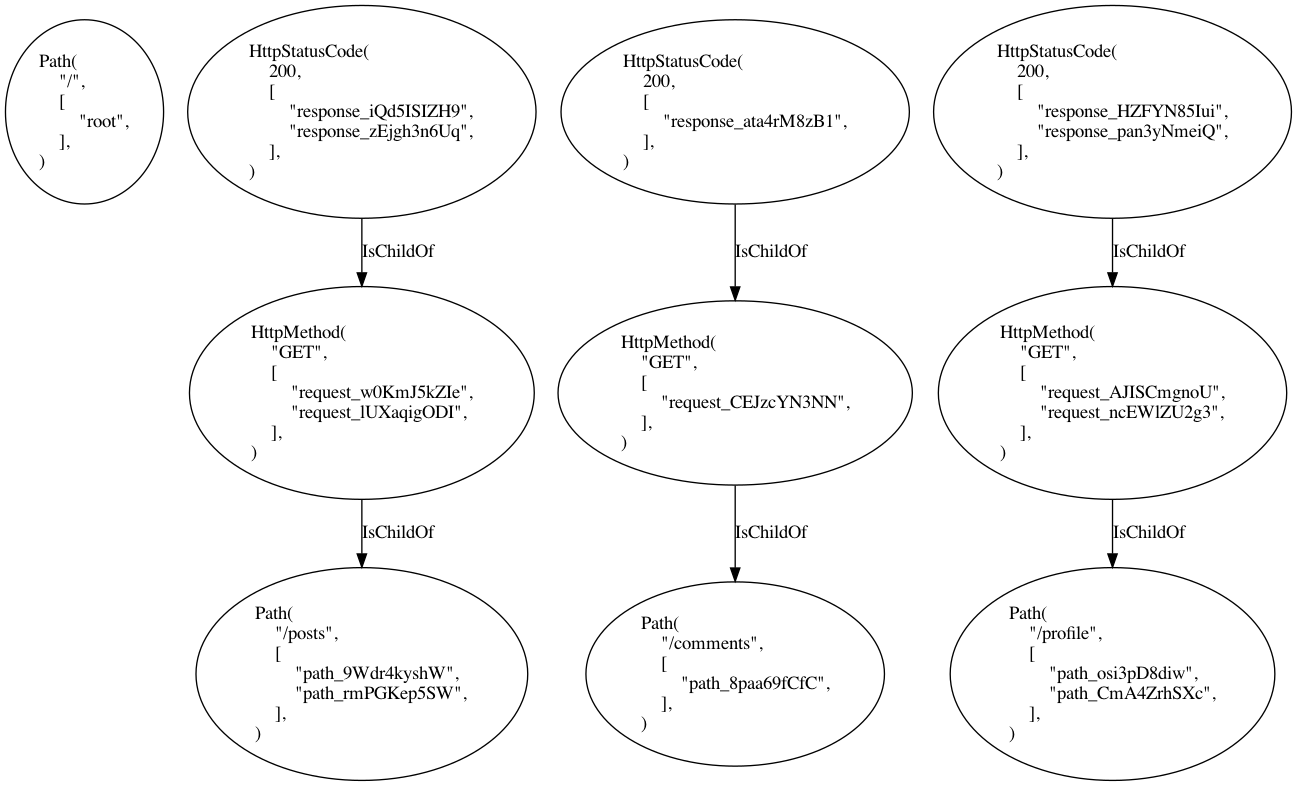 Path(
"/",
[
"root",
],
)
HttpStatusCode(
200,
[
"response_iQd5ISIZH9",
"response_zEjgh3n6Uq",
],
)
IsChildOf
HttpMethod(
"GET",
[
"request_w0KmJ5kZIe",
"request_lUXaqigODI",
],
)
IsChildOf
Path(
"/posts",
[
"path_9Wdr4kyshW",
"path_rmPGKep5SW",
],
)
HttpStatusCode(
200,
[
"response_ata4rM8zB1",
],
)
IsChildOf
HttpMethod(
"GET",
[
"request_CEJzcYN3NN",
],
)
IsChildOf
Path(
"/comments",
[
"path_8paa69fCfC",
],
)
HttpStatusCode(
200,
[
"response_HZFYN85Iui",
"response_pan3yNmeiQ",
],
)
IsChildOf
HttpMethod(
"GET",
[
"request_AJISCmgnoU",
"request_ncEWlZU2g3",
],
)
IsChildOf
Path(
"/profile",
[
"path_osi3pD8diw",
"path_CmA4ZrhSXc",
],
)